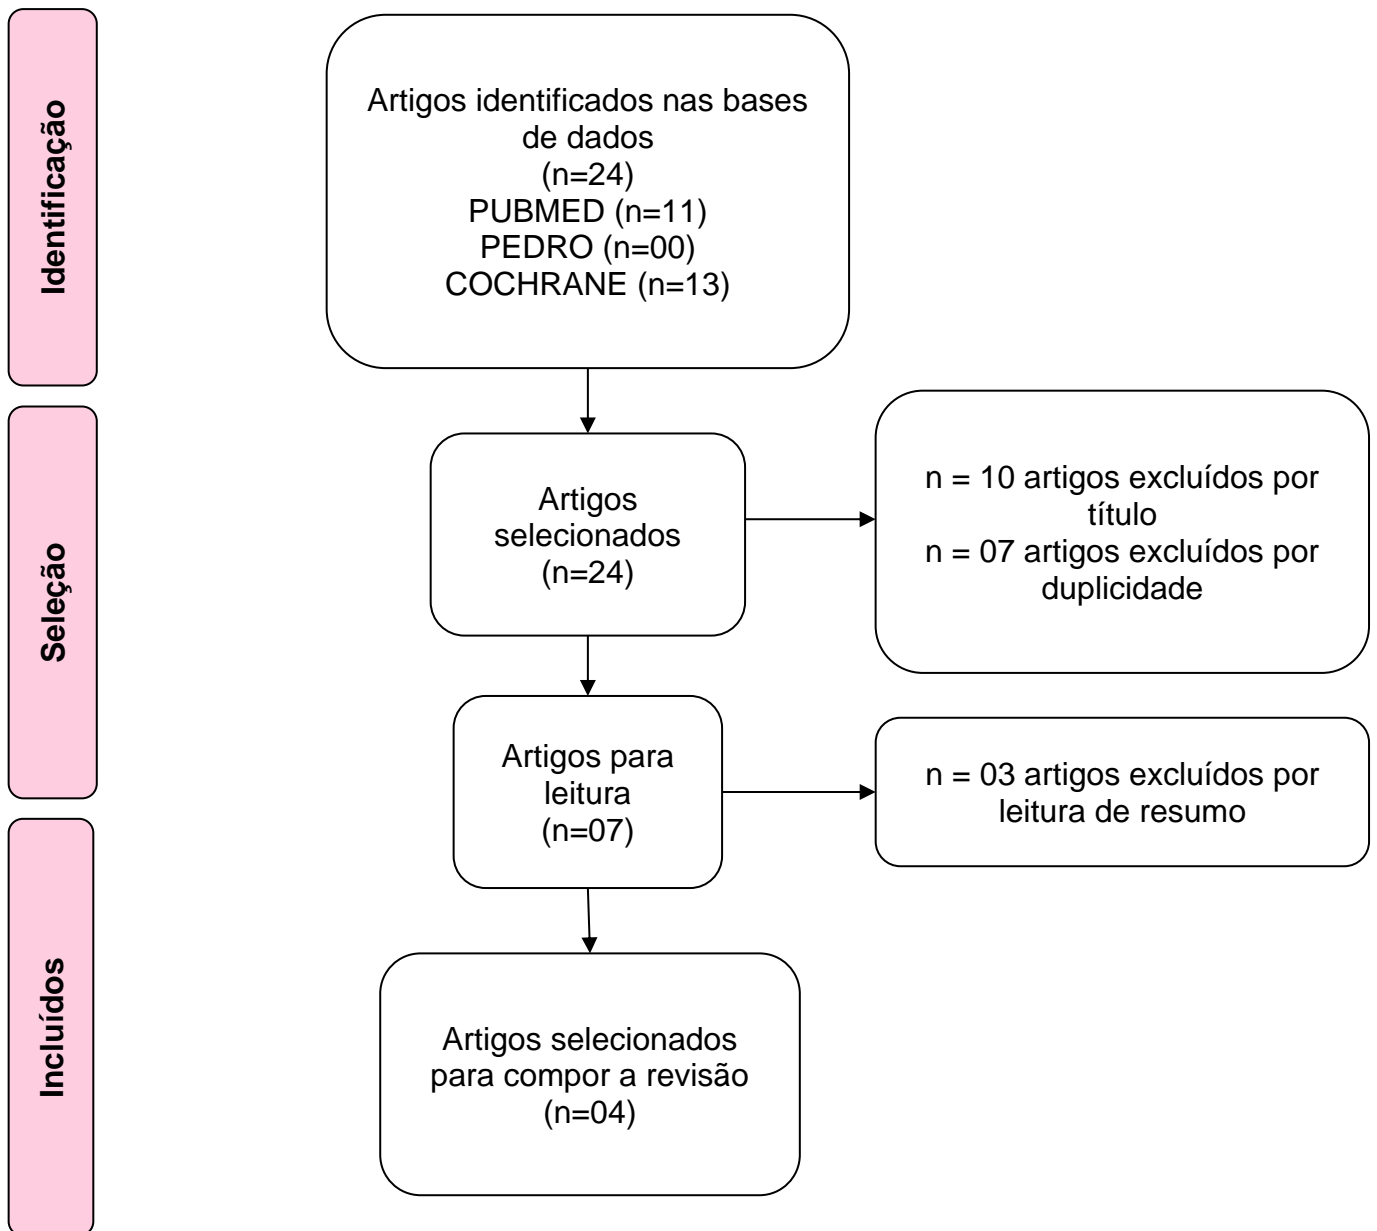 Identificação
Artigos identificados nas bases
de dados
(n=24)
PUBMED (n=11)
PEDRO (n=00)
COCHRANE (n=13)
Seleção
Artigos
selecionados
(n=24)
n = 10 artigos excluídos por
título
n = 07 artigos excluídos por
duplicidade
Artigos para
leitura
(n=07)
n = 03 artigos excluídos por
leitura de resumo
Incluídos
Artigos selecionados
para compor a revisão
(n=04)